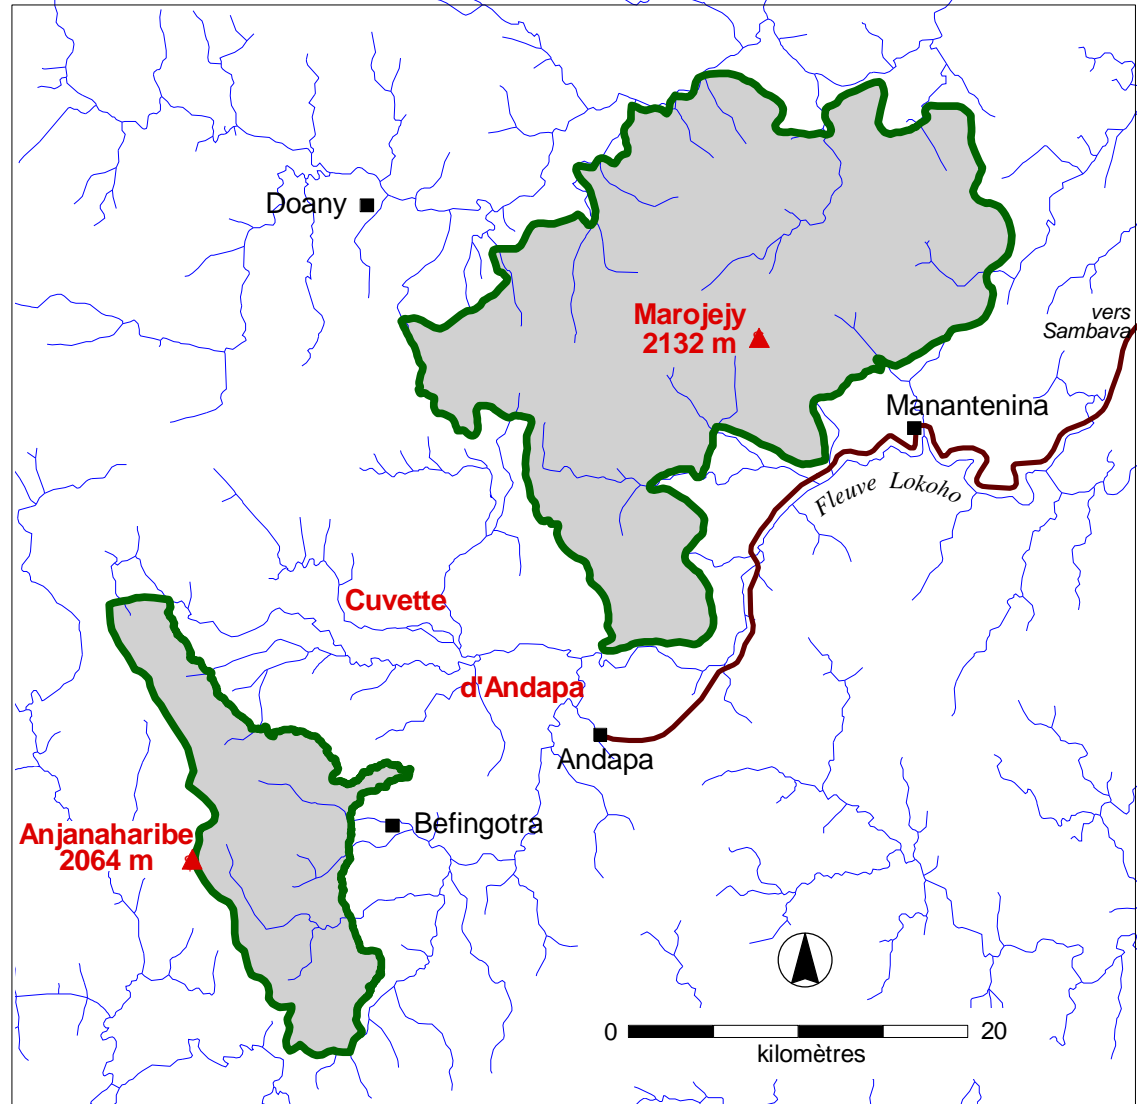 Doany
Marojejy
2132 m
vers
Sambava
Manantenina
Fleuve Lokoho
Cuvette
d'Andapa
Andapa
Befingotra
Anjanaharibe
2064 m
0
20
kilomètres